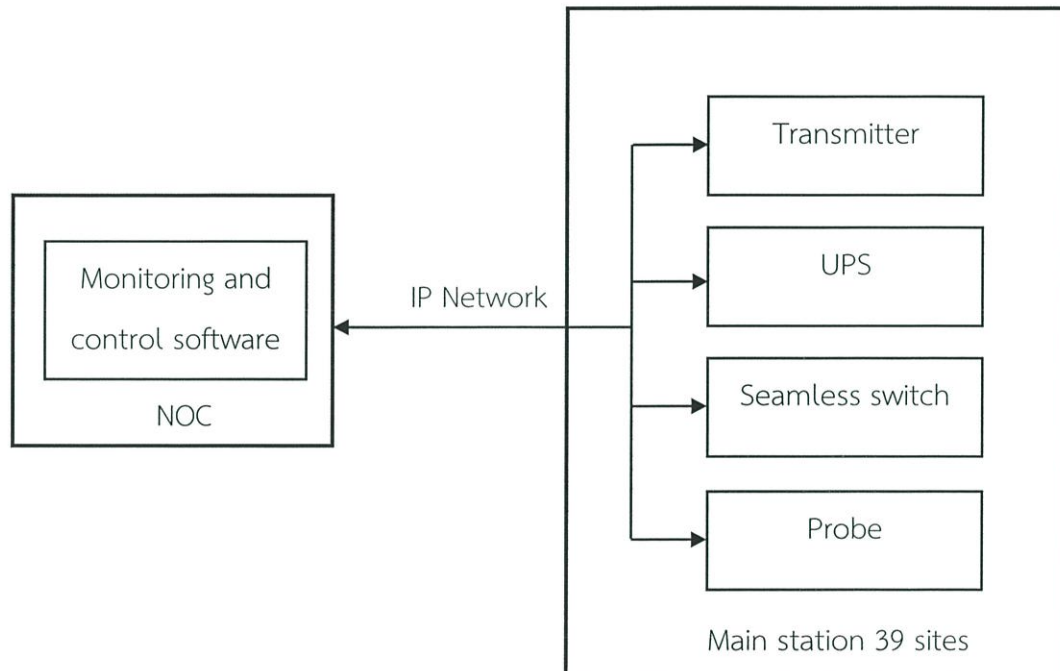 Monitoring and
control software
NOC
IP Network
Transmitter
UPS
Seamless switch
Probe
Main station 39 sites